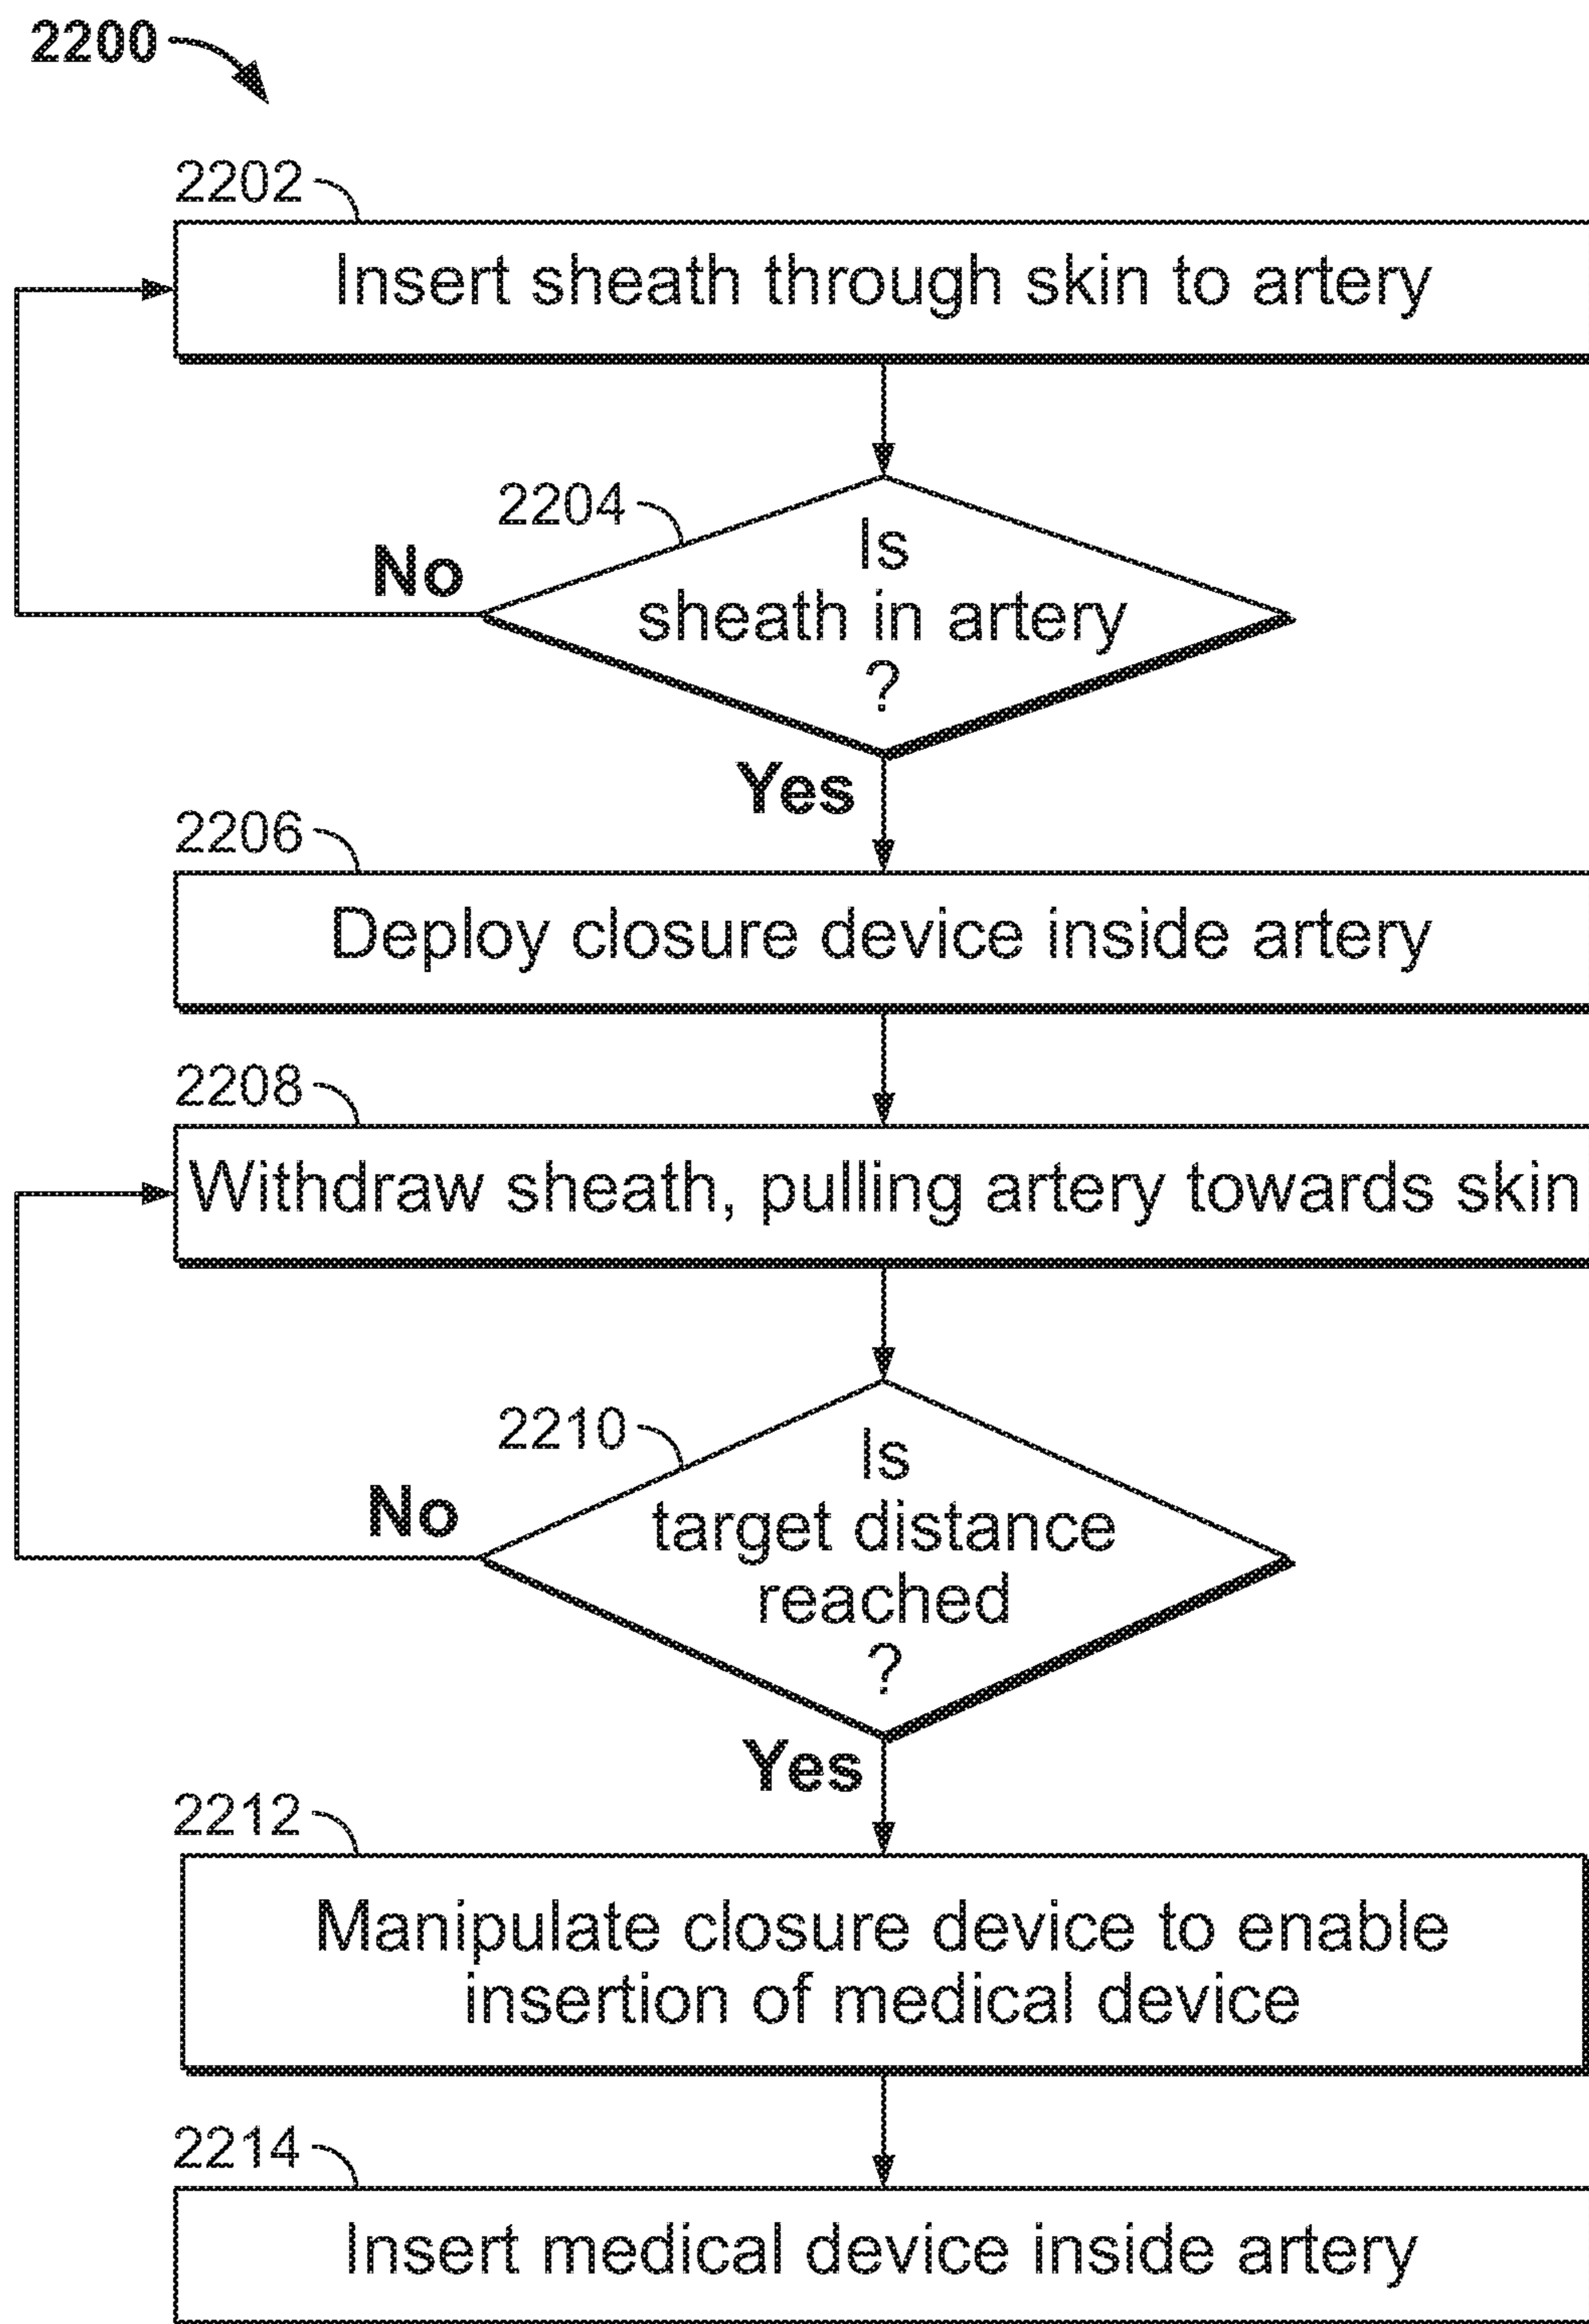 2200
2202
Insert sheath through skin to artery
2204
Is
sheath in artery
?
No
Yes
2206
Deploy closure device inside artery
2208
Withdraw sheath, pulling artery towards skin
2210
Is
target distance
reached
?
No
Yes
2212
Manipulate closure device to enable
insertion of medical device
2214
Insert medical device inside artery